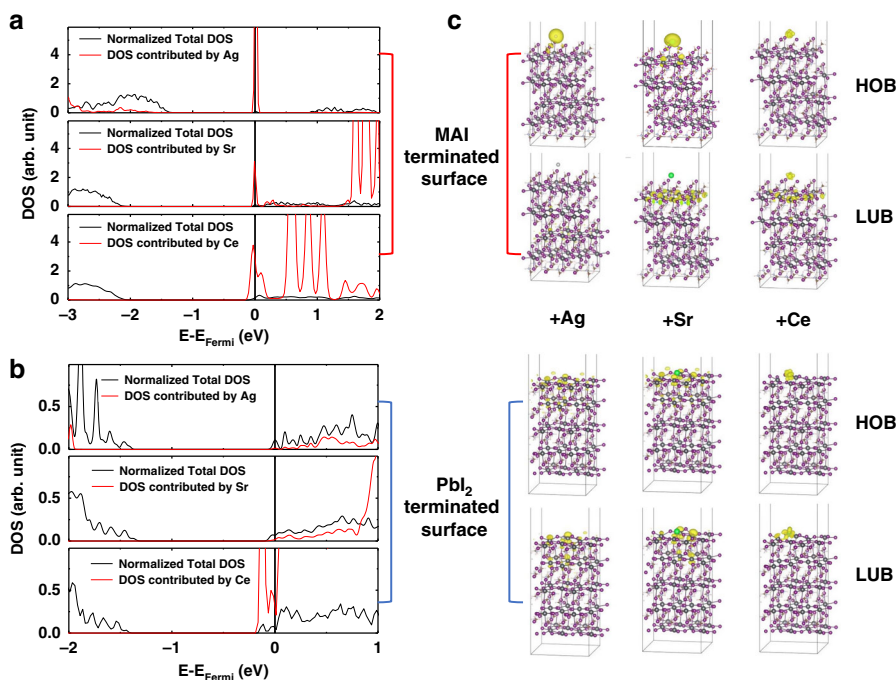 a
Normalized Total DOS
DOS contributed by Ag
4
2
0
Normalized Total DOS
DOS contributed by Sr
4
2
0
Normalized Total DOS
DOS contributed by Ce
4
2
0
DOS (arb. unit)
−3 −2 −1 0 1 2
E-EFermi (eV)
MAI
terminated
surface
b
Normalized Total DOS
DOS contributed by Ag
0.5
0.0
Normalized Total DOS
DOS contributed by Sr
0.5
0.0
Normalized Total DOS
DOS contributed by Ce
0.5
0.0
DOS (arb. unit)
−2 −1 0 1
E-EFermi (eV)
PbI2
terminated
surface
c
HOB
LUB
+Ag +Sr +Ce
HOB
LUB